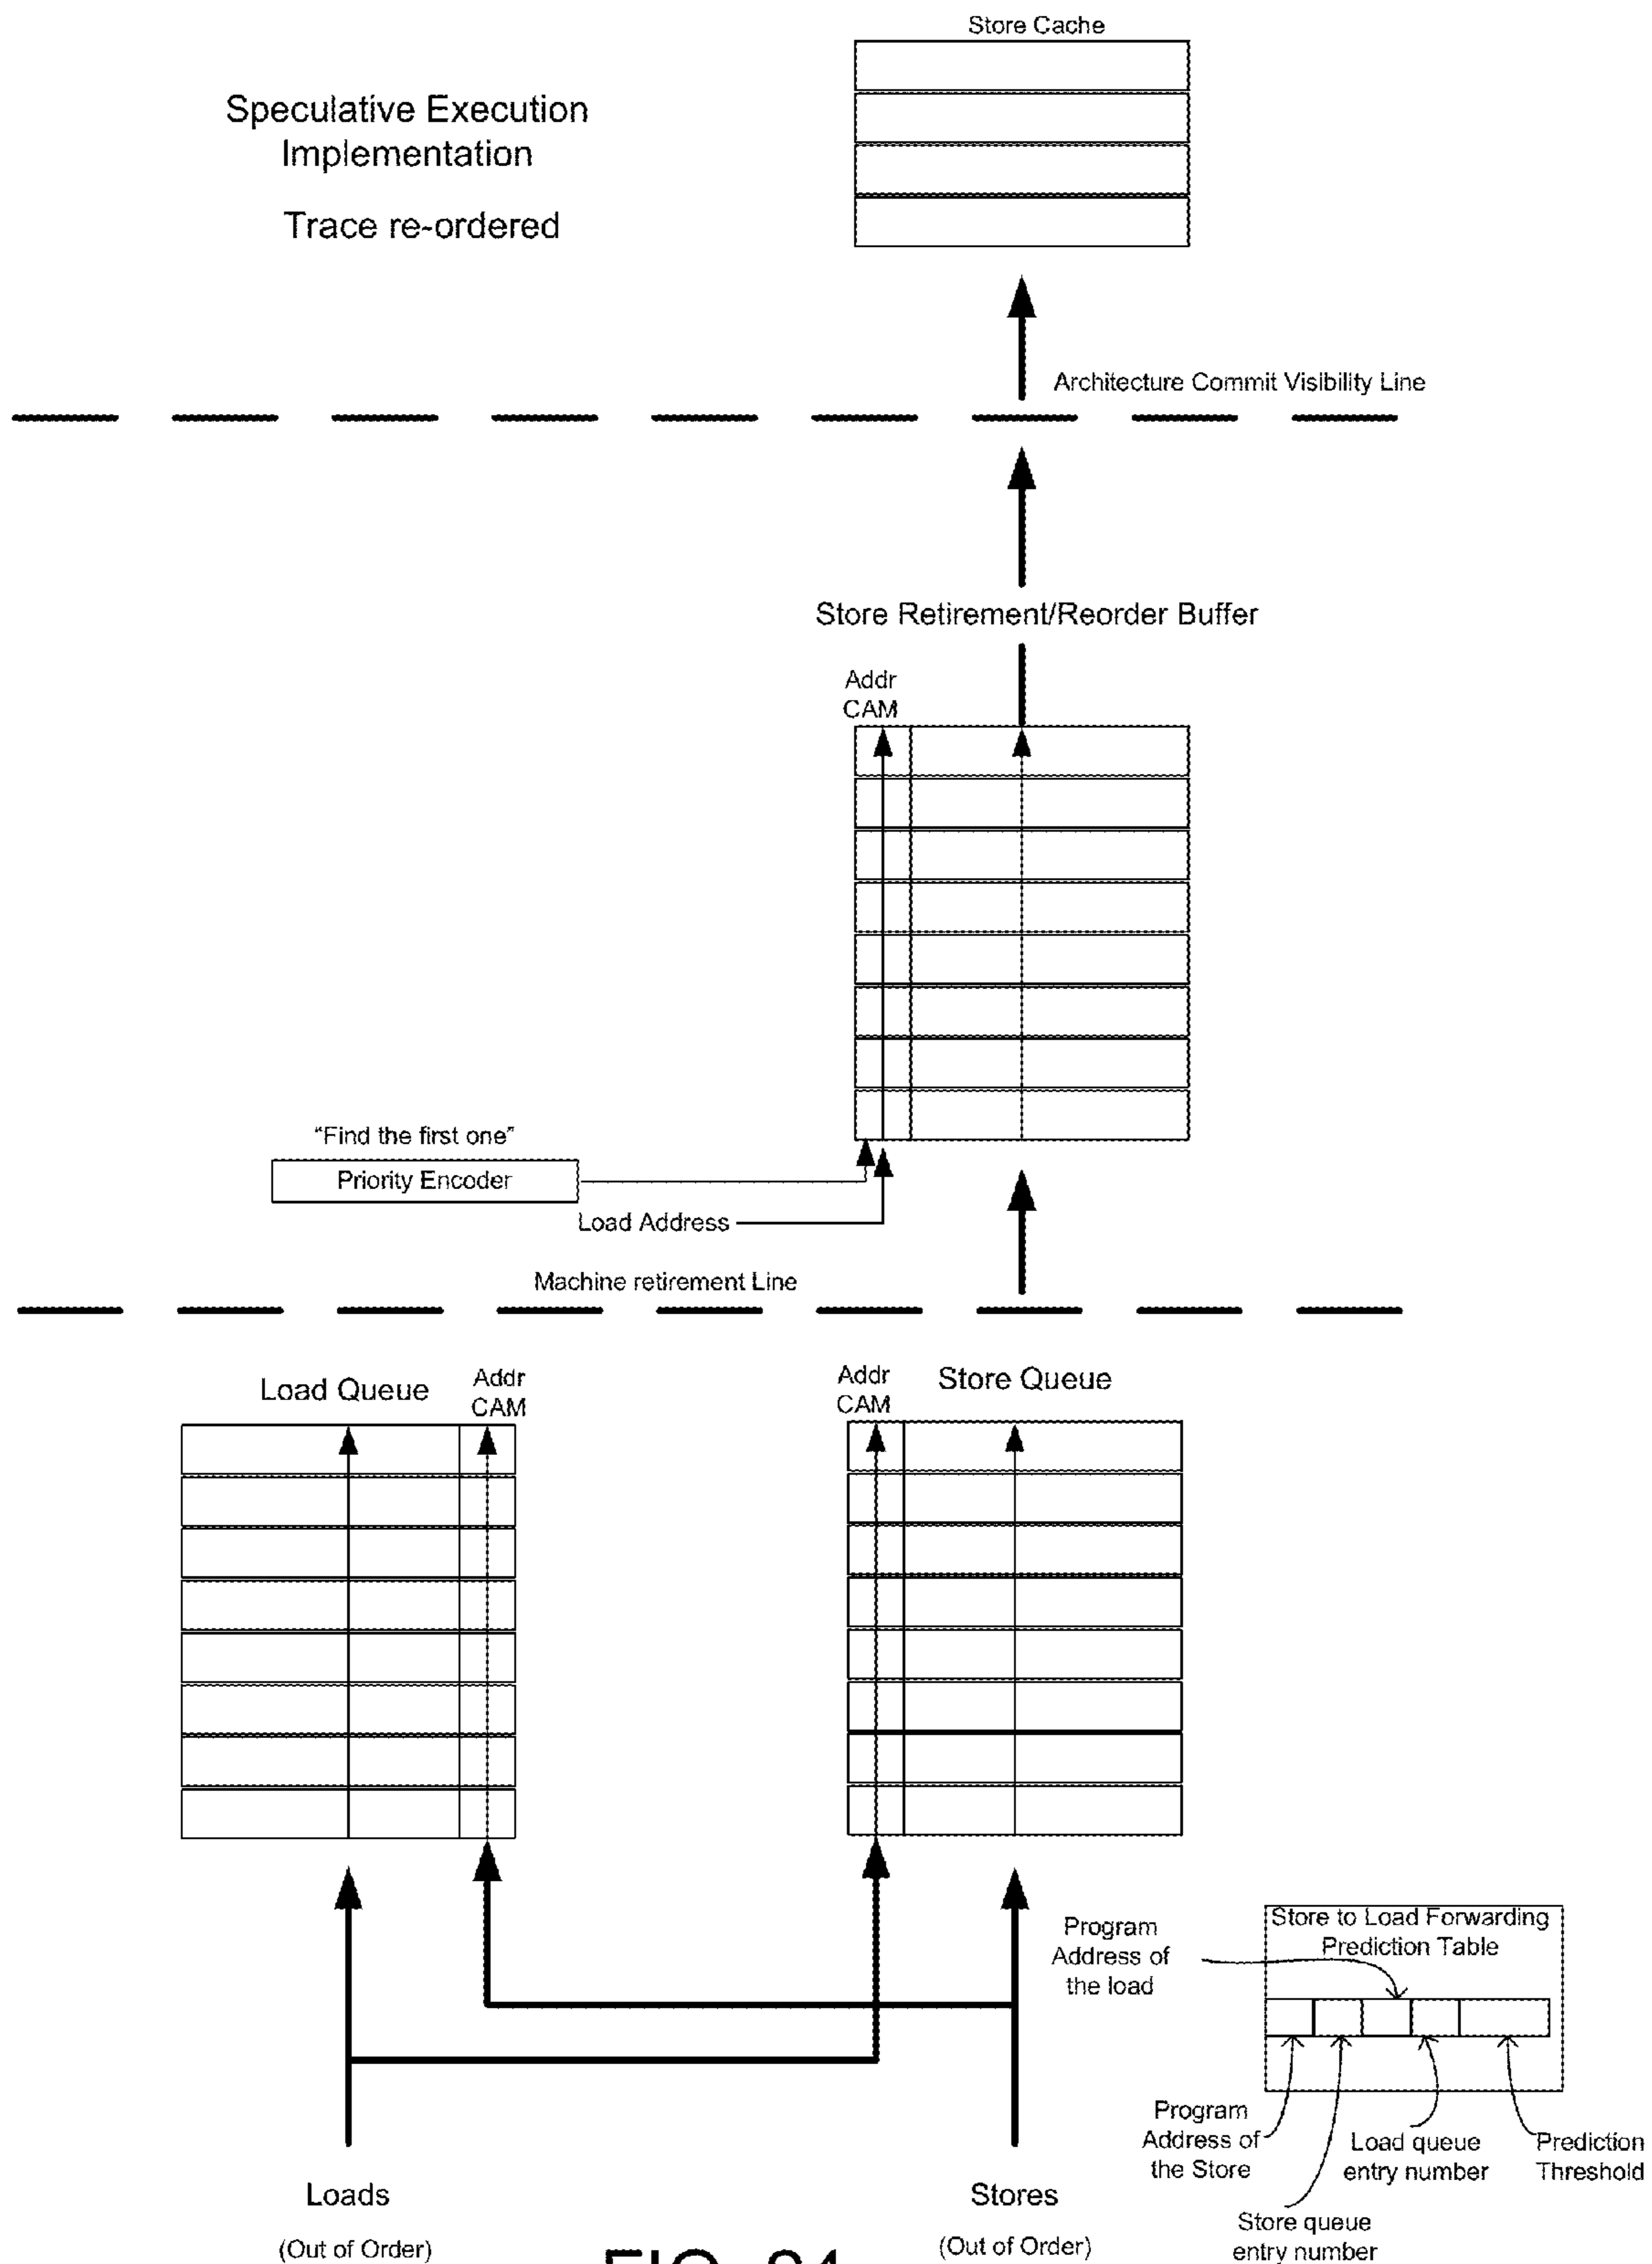 Store Cache
Speculative Execution
Implementation
Trace re-ordered
Architecture Commit Visibility Line
Store Retirement/Reorder Buffer
Addr
CAM
“Find the first one”
Priority Encoder
Load Address
Machine retirement Line
Load Queue
Addr
CAM
Addr
CAM
Store Queue
Program
Address of
the load
Store to Load Forwarding
Prediction Table
Program
Address of
the Store
Load queue
entry number
Prediction
Threshold
Store queue
entry number
Loads
(Out of Order)
Stores
(Out of Order)